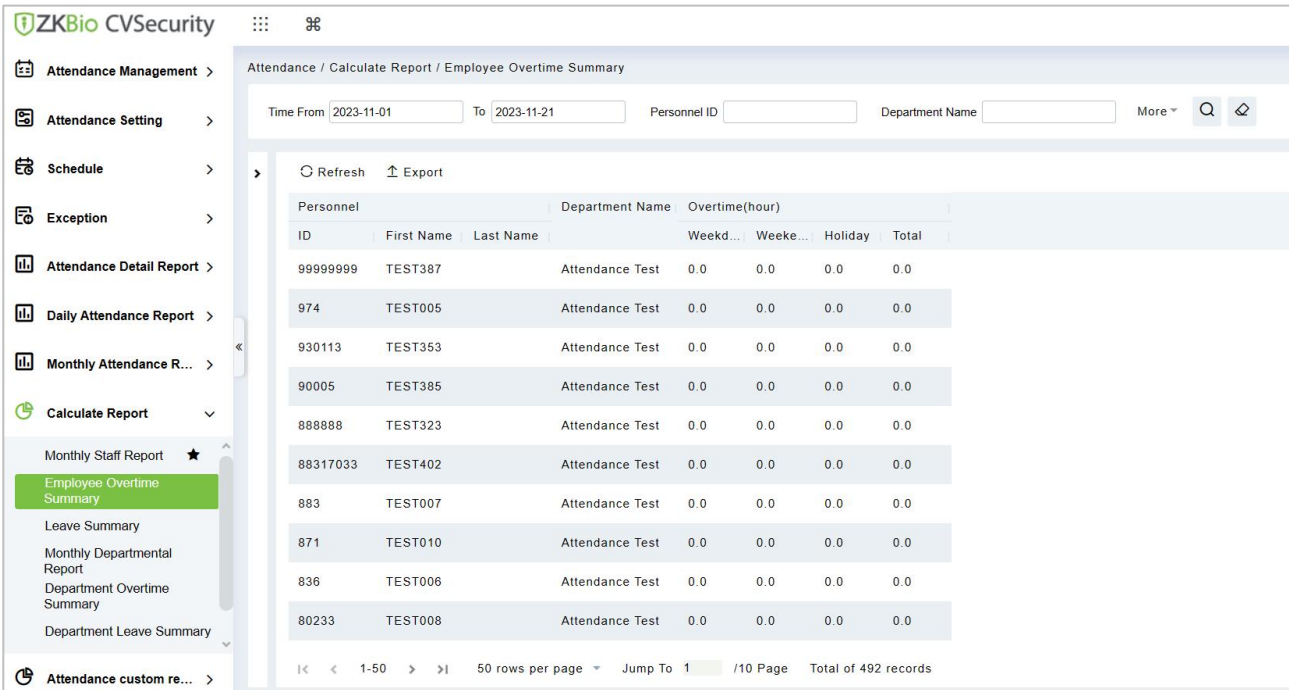 ZKBio CVSecurity
Attendance Management
Attendance Setting
Schedule
Exception
Attendance Detail Report
Daily Attendance Report
Monthly Attendance R...
Calculate Report
Monthly Staff Report
Employee Overtime
Summary
Leave Summary
Monthly Departmental
Report
Department Overtime
Summary
Department Leave Summary
Attendance custom re...
Attendance / Calculate Report / Employee Overtime Summary
Time From 2023-11-01 To 2023-11-21 Personnel ID Department Name More
Refresh Export
Personnel Department Name Overtime(hour)
ID First Name Last Name Weekd... Weeke... Holiday Total
99999999 TEST387 Attendance Test 0.0 0.0 0.0 0.0
974 TEST005 Attendance Test 0.0 0.0 0.0 0.0
930113 TEST353 Attendance Test 0.0 0.0 0.0 0.0
90005 TEST385 Attendance Test 0.0 0.0 0.0 0.0
888888 TEST323 Attendance Test 0.0 0.0 0.0 0.0
88317033 TEST402 Attendance Test 0.0 0.0 0.0 0.0
883 TEST007 Attendance Test 0.0 0.0 0.0 0.0
871 TEST010 Attendance Test 0.0 0.0 0.0 0.0
836 TEST006 Attendance Test 0.0 0.0 0.0 0.0
80233 TEST008 Attendance Test 0.0 0.0 0.0 0.0
1-50 50 rows per page Jump To 1 /10 Page Total of 492 records